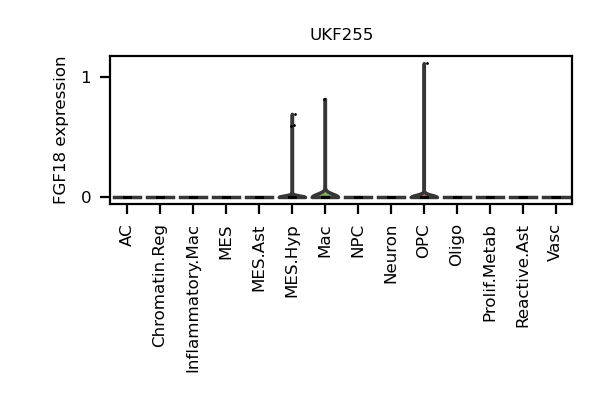 UKF255
FGF18 expression
1
0
AC
Chromatin.Reg
Inflammatory.Mac
MES
MES.Ast
MES.Hyp
Mac
NPC
Neuron
OPC
Oligo
Prolif.Metab
Reactive.Ast
Vasc